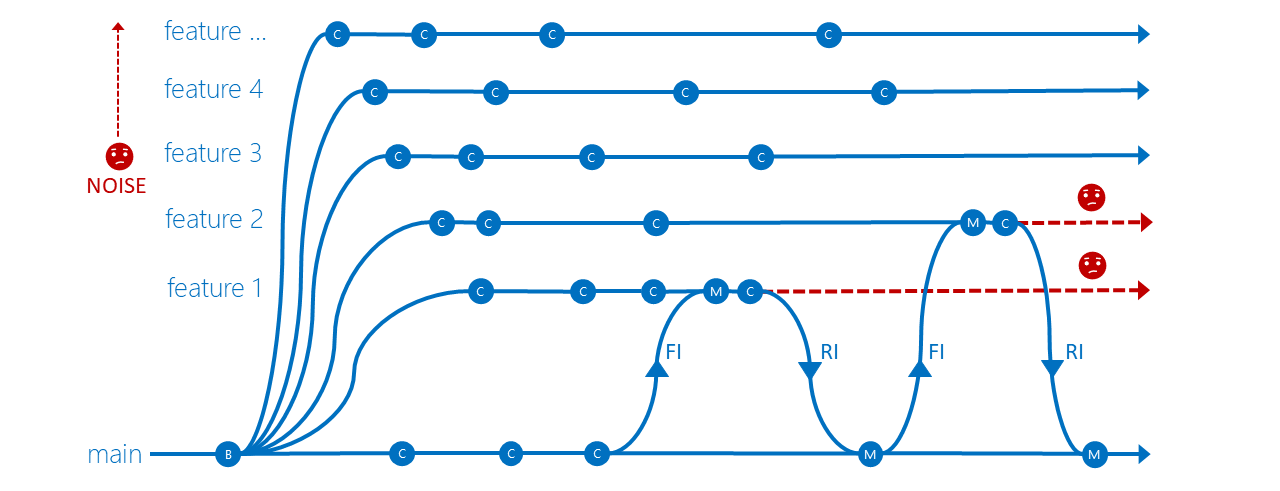 feature ...
C C C C
feature 4
C C C C
feature 3
C C C C
NOISE
feature 2
C C C M C
feature 1
C C C M C
FI RI FI RI
main
B C C C M M